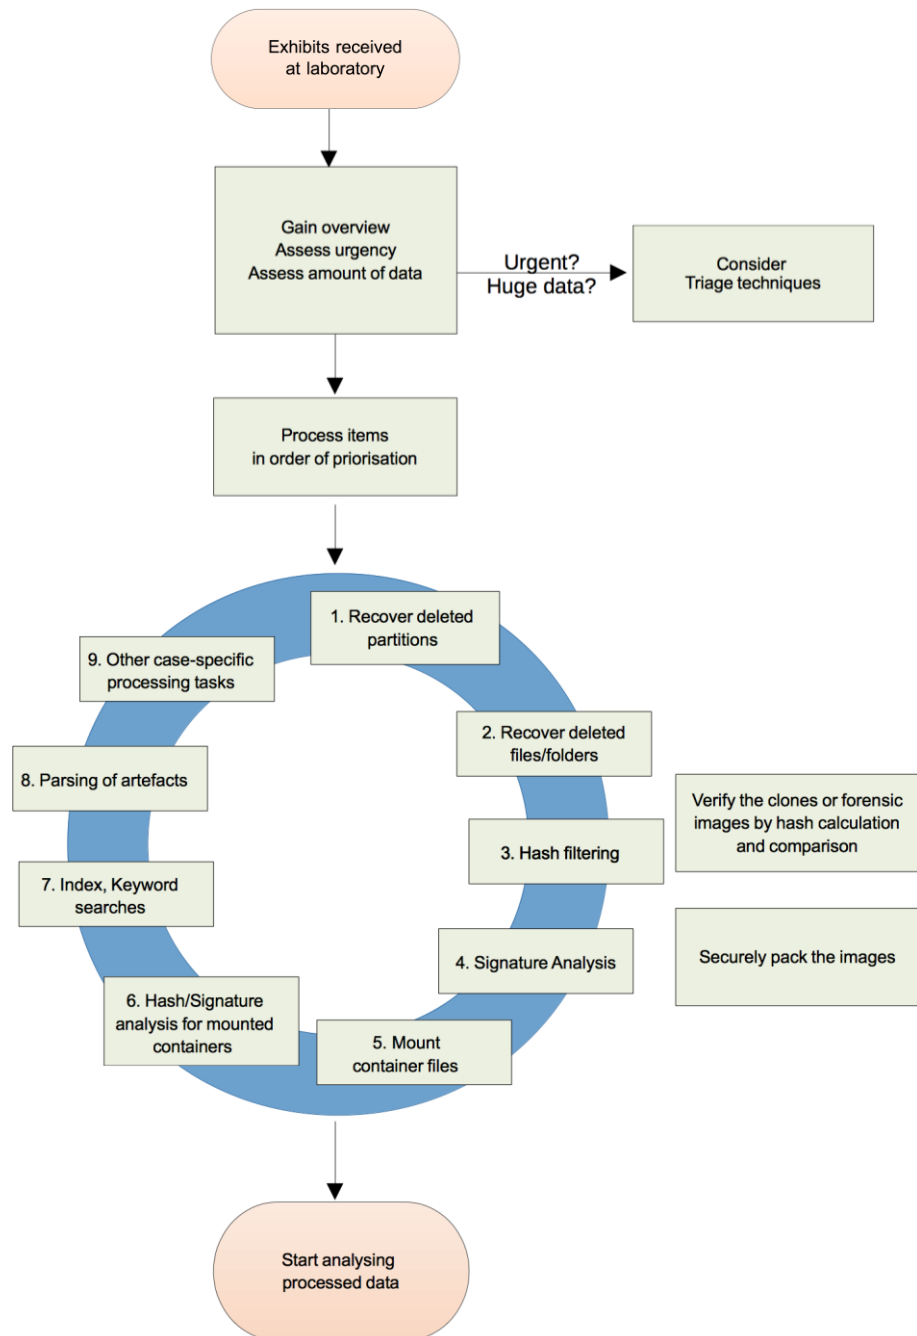 Exhibits received
at laboratory
Gain overview
Assess urgency
Assess amount of data
Urgent?
Huge data?
Consider
Triage techniques
Process items
in order of priorisation
1. Recover deleted
partitions
2. Recover deleted
files/folders
3. Hash filtering
4. Signature Analysis
5. Mount
container files
6. Hash/Signature
analysis for mounted
containers
7. Index, Keyword
searches
8. Parsing of artefacts
9. Other case-specific
processing tasks
Verify the clones or forensic
images by hash calculation
and comparison
Securely pack the images
Start analysing
processed data